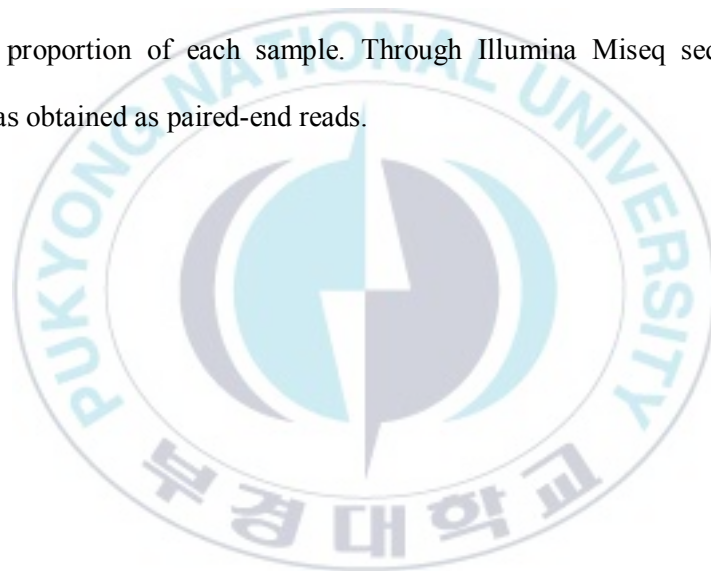 proportion of each sample. Through Illumina Miseq sec
as obtained as paired-end reads.
PUKYONG NATIONAL UNIVERSITY
부경대학교